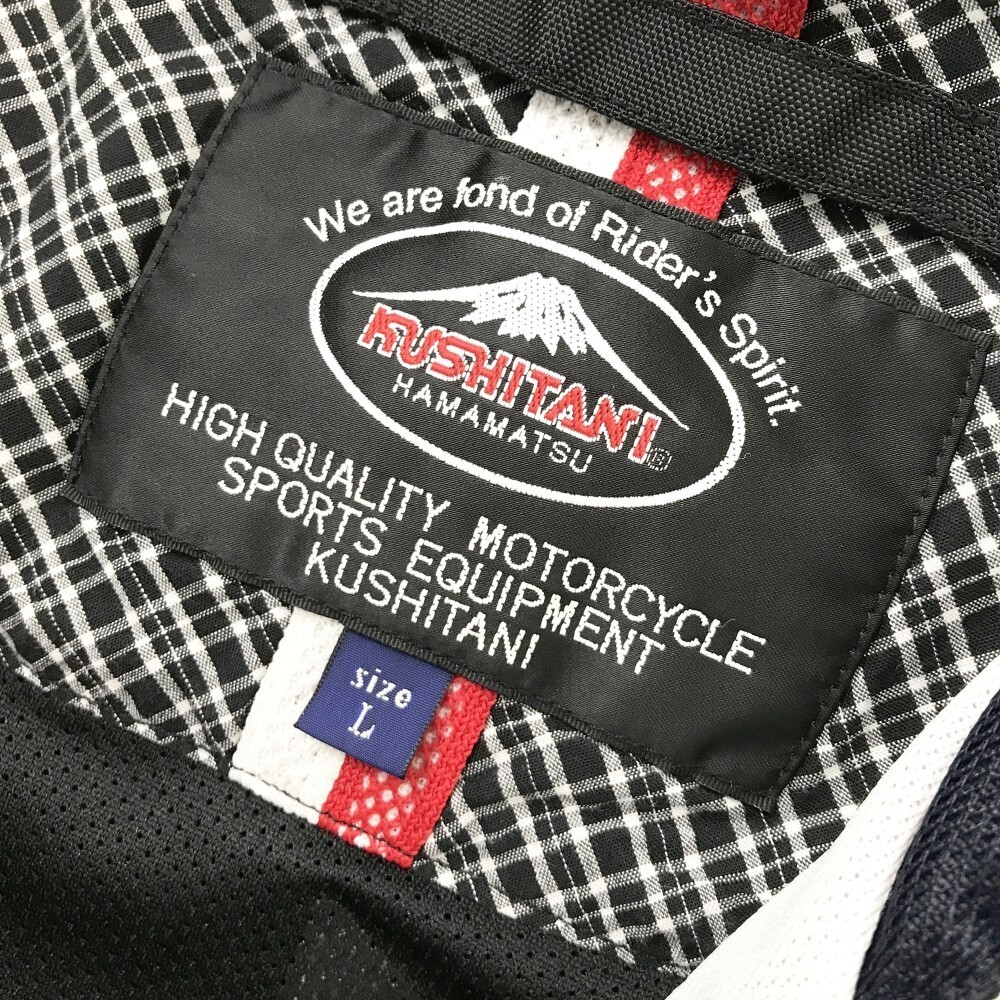 We are fond of Rider's Spirit.
KUSHITANI®
HAMAMATSU
HIGH QUALITY MOTORCYCLE
SPORTS EQUIPMENT
KUSHITANI
size
L